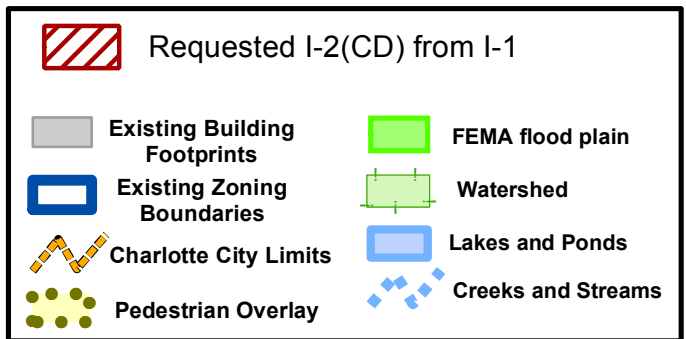 Requested I-2(CD) from I-1
Existing Building
Footprints
Existing Zoning
Boundaries
Charlotte City Limits
Pedestrian Overlay
FEMA flood plain
Watershed
Lakes and Ponds
Creeks and Streams